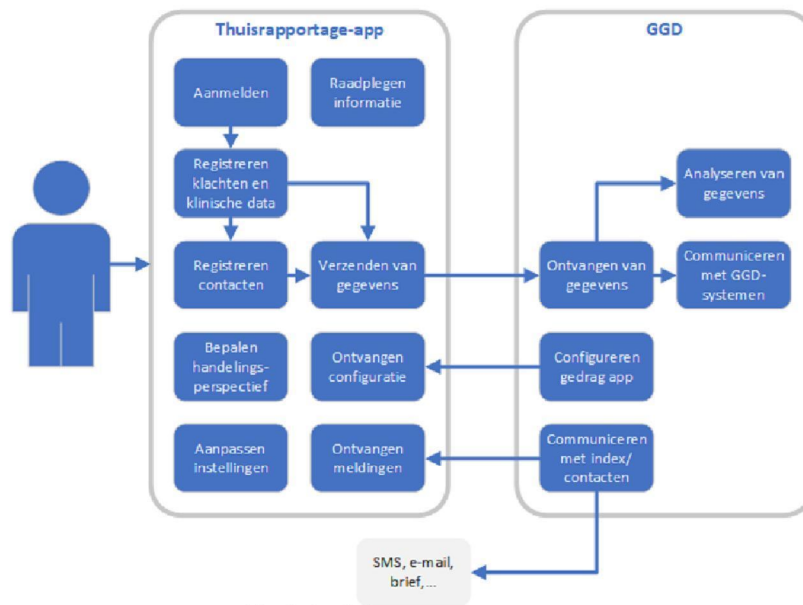 Thuisrapportage-app
GGD
Aanmelden
Raadplegen
informatie
Registreren
klachten en
klinische data
Analyseren van
gegevens
Registreren
contacten
Verzenden van
gegevens
Ontvangen van
gegevens
Communiceren
met GGD-
systemen
Bepalen
handelings-
perspectief
Ontvangen
configuratie
Configureren
gedrag app
Aanpassen
instellingen
Ontvangen
meldingen
Communiceren
met index/
contacten
SMS, e-mail,
brief,...